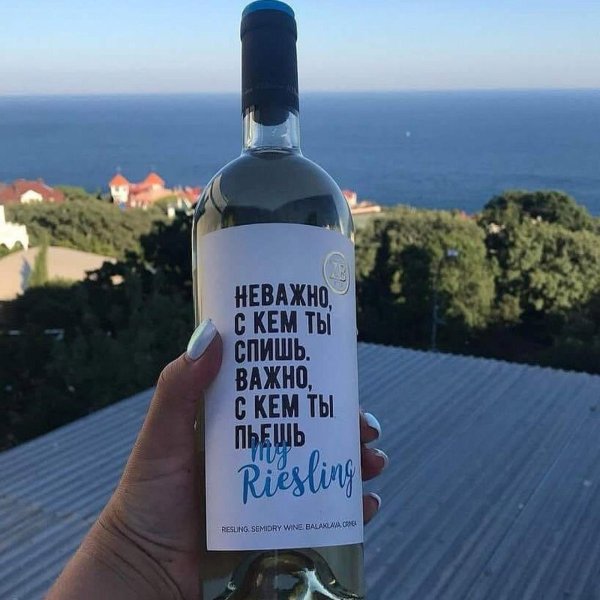 НЕВАЖНО,
С КЕМ ТЫ
СПИШЬ.
ВАЖНО,
С КЕМ ТЫ
ПЬЕШЬ
my
Riesling
RIESLING. SEMIDRY WINE. BALAKLAVA. CRIMEA